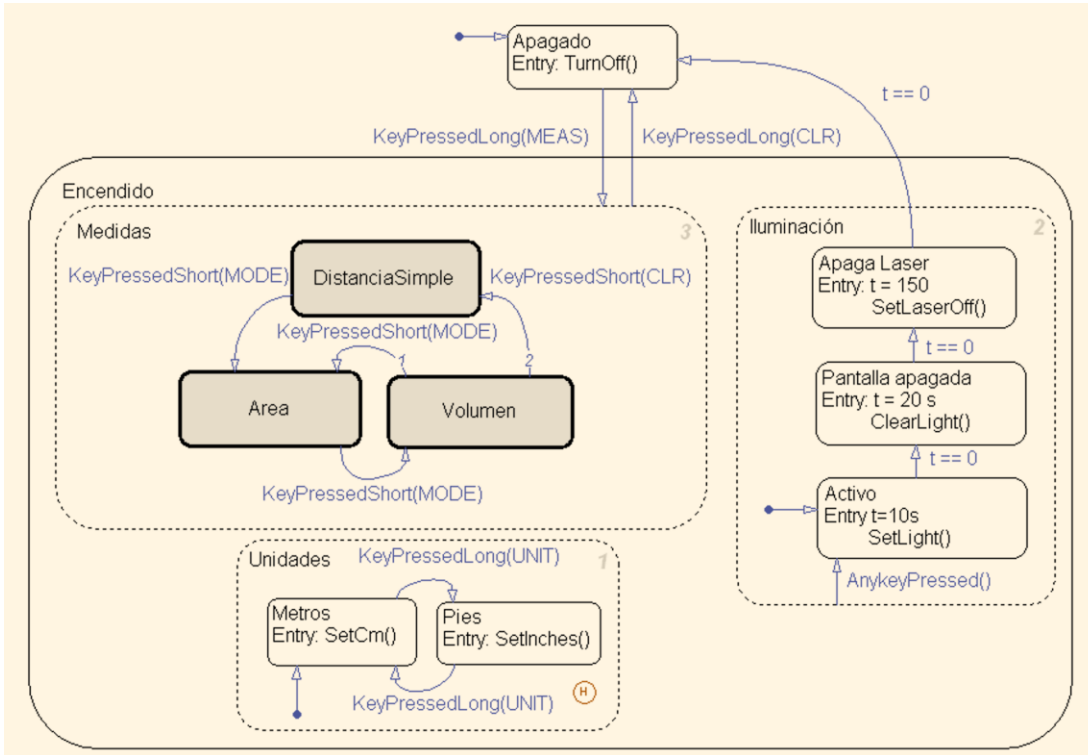 Apagado
Entry: TurnOff()
t == 0
KeyPressedLong(MEAS)
KeyPressedLong(CLR)
Encendido
Medidas
3
DistanciaSimple
KeyPressedShort(MODE)
KeyPressedShort(CLR)
KeyPressedShort(MODE)
1
2
Area
Volumen
KeyPressedShort(MODE)
Iluminación
2
Apaga Laser
Entry: t = 150
SetLaserOff()
t == 0
Pantalla apagada
Entry: t = 20 s
ClearLight()
t == 0
Activo
Entry t=10s
SetLight()
AnykeyPressed()
Unidades
1
KeyPressedLong(UNIT)
Metros
Entry: SetCm()
Pies
Entry: SetInches()
H
KeyPressedLong(UNIT)